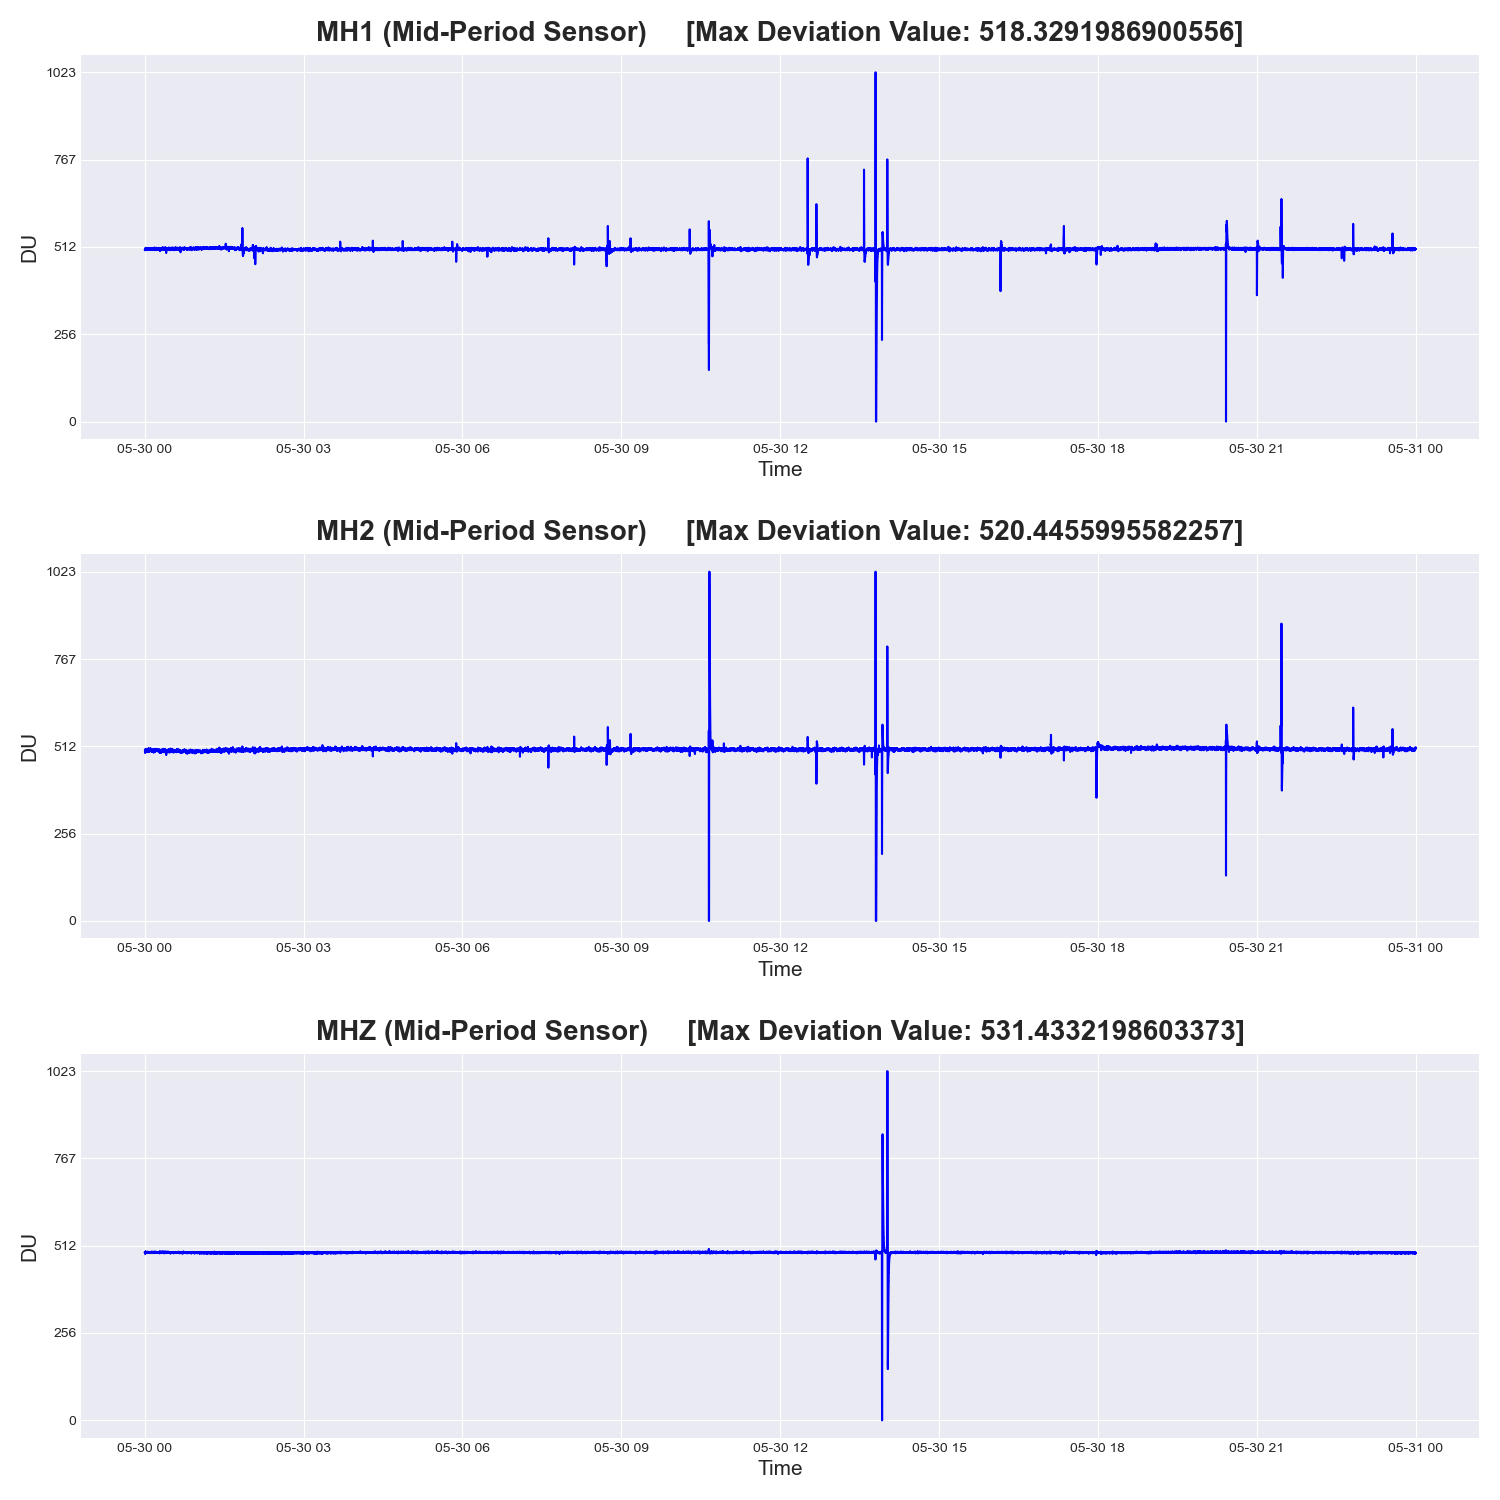 MH1 (Mid-Period Sensor) [Max Deviation Value: 518.3291986900556]
1023
767
512
256
0
DU
05-30 00 05-30 03 05-30 06 05-30 09 05-30 12 05-30 15 05-30 18 05-30 21 05-31 00
Time
MH2 (Mid-Period Sensor) [Max Deviation Value: 520.4455995582257]
1023
767
512
256
0
DU
05-30 00 05-30 03 05-30 06 05-30 09 05-30 12 05-30 15 05-30 18 05-30 21 05-31 00
Time
MHZ (Mid-Period Sensor) [Max Deviation Value: 531.4332198603373]
1023
767
512
256
0
DU
05-30 00 05-30 03 05-30 06 05-30 09 05-30 12 05-30 15 05-30 18 05-30 21 05-31 00
Time